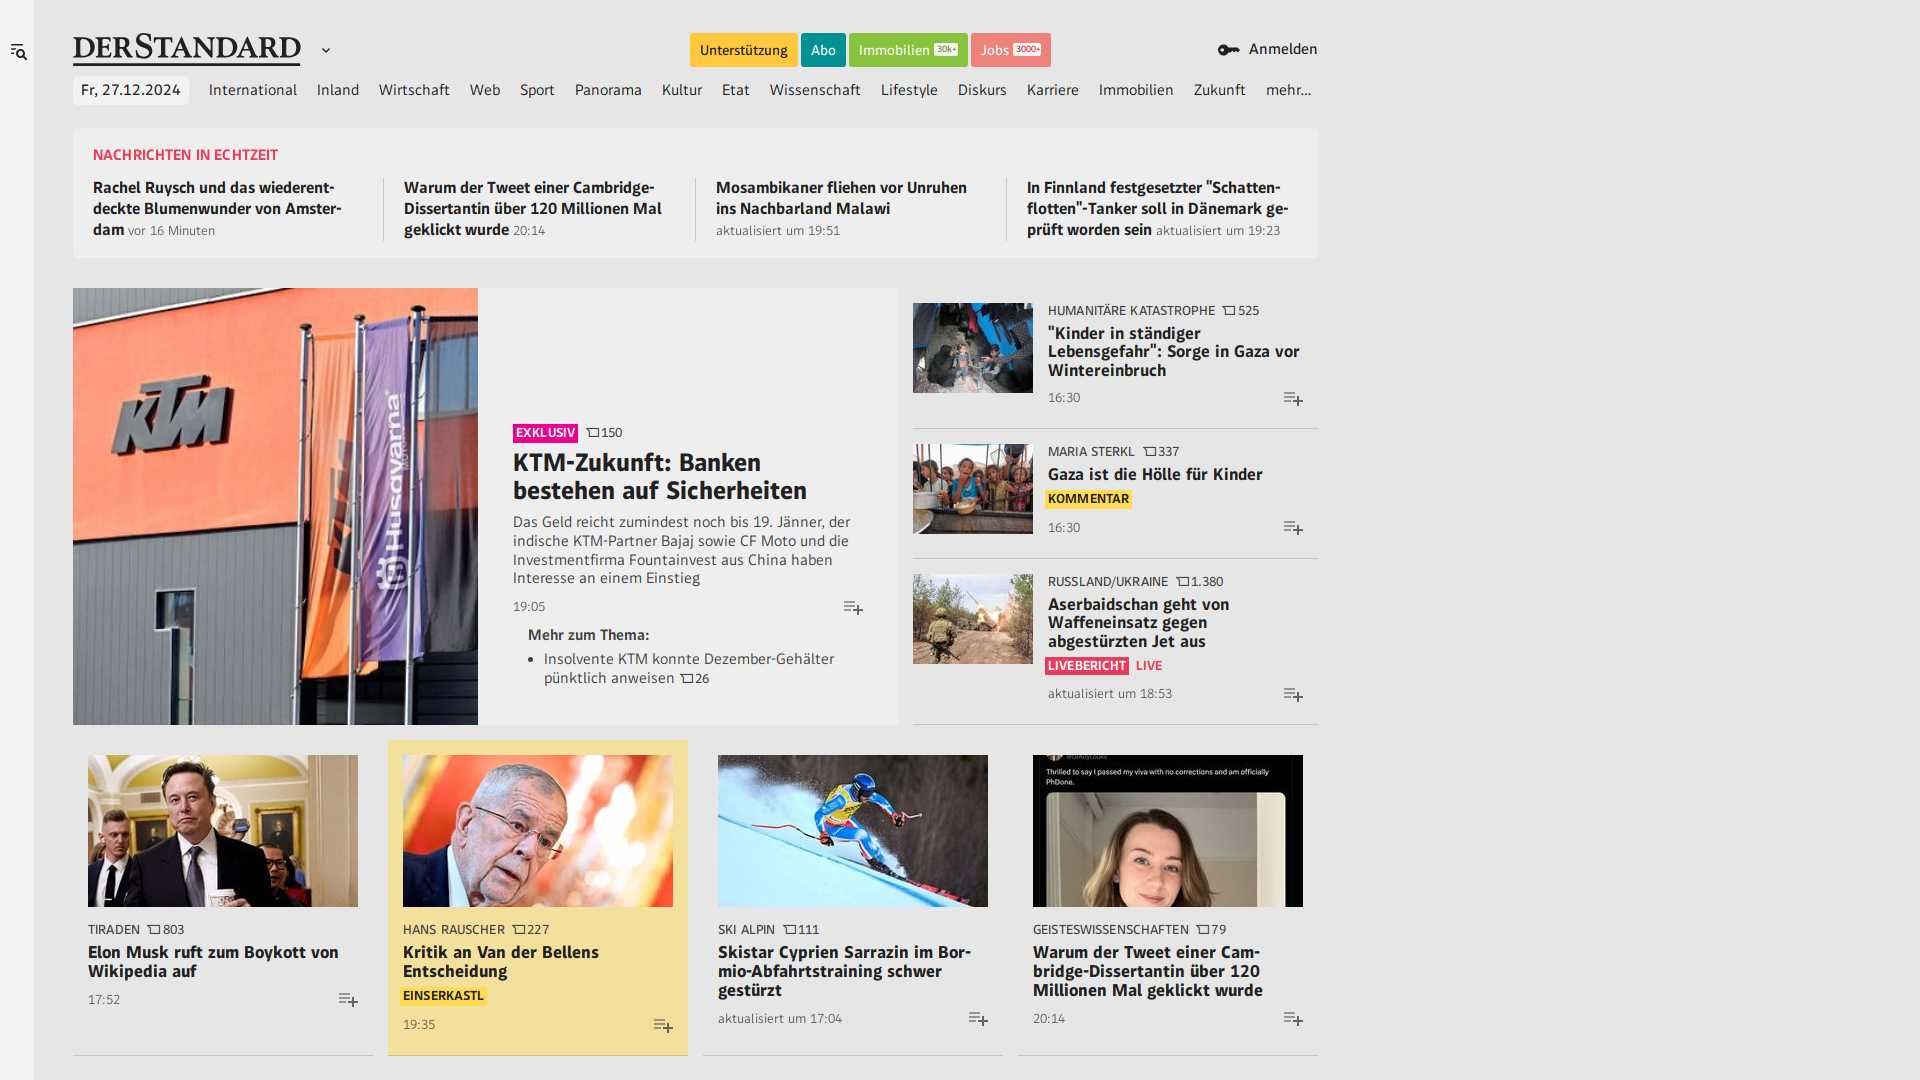 DERSTANDARD
Unterstützung
Abo
Immobilien 30k+
Jobs 3000+
Anmelden
Fr, 27.12.2024
International
Inland
Wirtschaft
Web
Sport
Panorama
Kultur
Etat
Wissenschaft
Lifestyle
Diskurs
Karriere
Immobilien
Zukunft
mehr...
NACHRICHTEN IN ECHTZEIT
Rachel Ruysch und das wiederent-
deckte Blumenwunder von Amster-
dam vor 16 Minuten
Warum der Tweet einer Cambridge-
Dissertantin über 120 Millionen Mal
geklickt wurde 20:14
Mosambikaner fliehen vor Unruhen
ins Nachbarland Malawi
aktualisiert um 19:51
In Finnland festgesetzter "Schatten-
flotten"-Tanker soll in Dänemark ge-
prüft worden sein aktualisiert um 19:23
KTM
Husqvarna
EXKLUSIV 150
KTM-Zukunft: Banken
bestehen auf Sicherheiten
Das Geld reicht zumindest noch bis 19. Jänner, der
indische KTM-Partner Bajaj sowie CF Moto und die
Investmentfirma Fountainvest aus China haben
Interesse an einem Einstieg
19:05
Mehr zum Thema:
• Insolvente KTM konnte Dezember-Gehälter
pünktlich anweisen 26
HUMANITÄRE KATASTROPHE 525
"Kinder in ständiger
Lebensgefahr": Sorge in Gaza vor
Wintereinbruch
16:30
MARIA STERKL 337
Gaza ist die Hölle für Kinder
KOMMENTAR
16:30
RUSSLAND/UKRAINE 1.380
Aserbaidschan geht von
Waffeneinsatz gegen
abgestürzten Jet aus
LIVEBERICHT LIVE
aktualisiert um 18:53
TIRADEN 803
Elon Musk ruft zum Boykott von
Wikipedia auf
17:52
HANS RAUSCHER 227
Kritik an Van der Bellens
Entscheidung
EINSERKASTL
19:35
SKI ALPIN 111
Skistar Cyprien Sarrazin im Bor-
mio-Abfahrtstraining schwer
gestürzt
aktualisiert um 17:04
Thrilled to say I passed my viva with no corrections and am officially
PhDone.
GEISTESWISSENSCHAFTEN 79
Warum der Tweet einer Cam-
bridge-Dissertantin über 120
Millionen Mal geklickt wurde
20:14